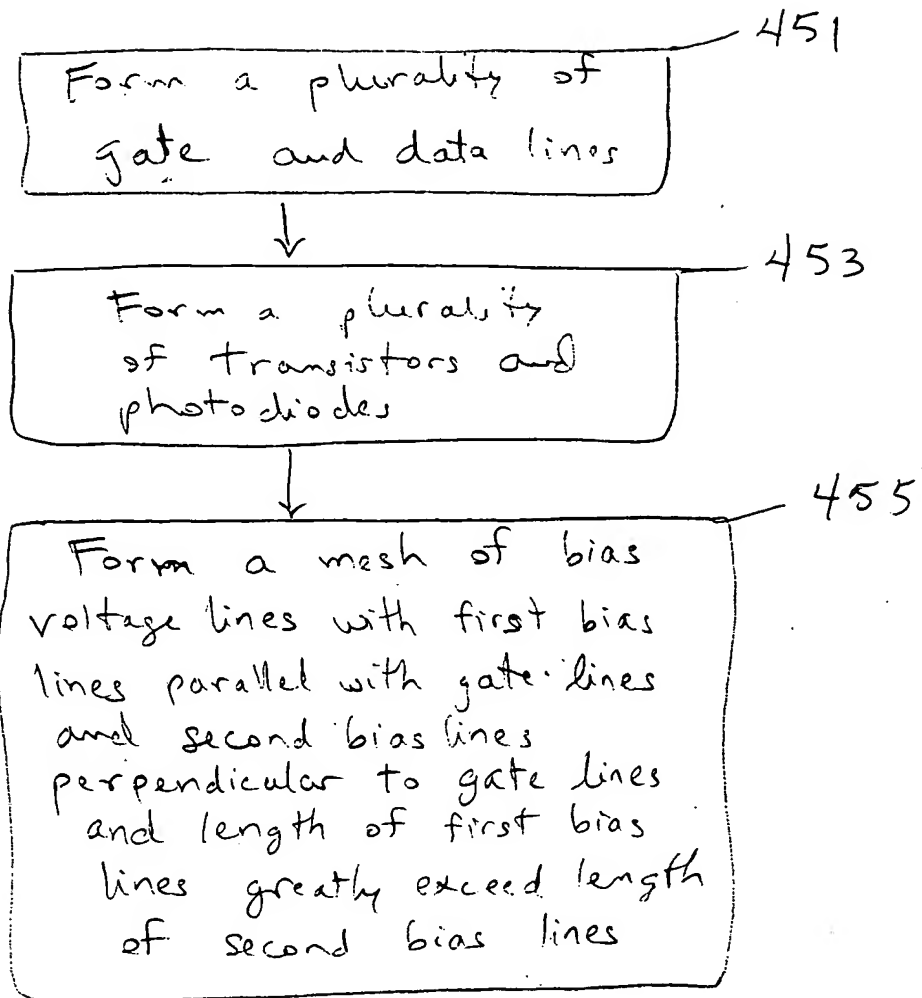 451
Form a plurality of
gate and data lines
453
Form a plurality
of transistors and
photodiodes
455
Form a mesh of bias
voltage lines with first bias
lines parallel with gate lines
and second bias lines
perpendicular to gate lines
and length of first bias
lines greatly exceed length
of second bias lines